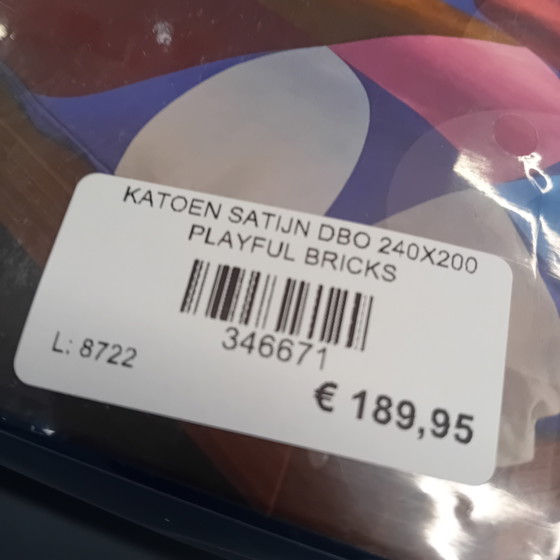 KATOEN SATIJN DBO 240X200
PLAYFUL BRICKS
346671
L: 8722
€ 189,95